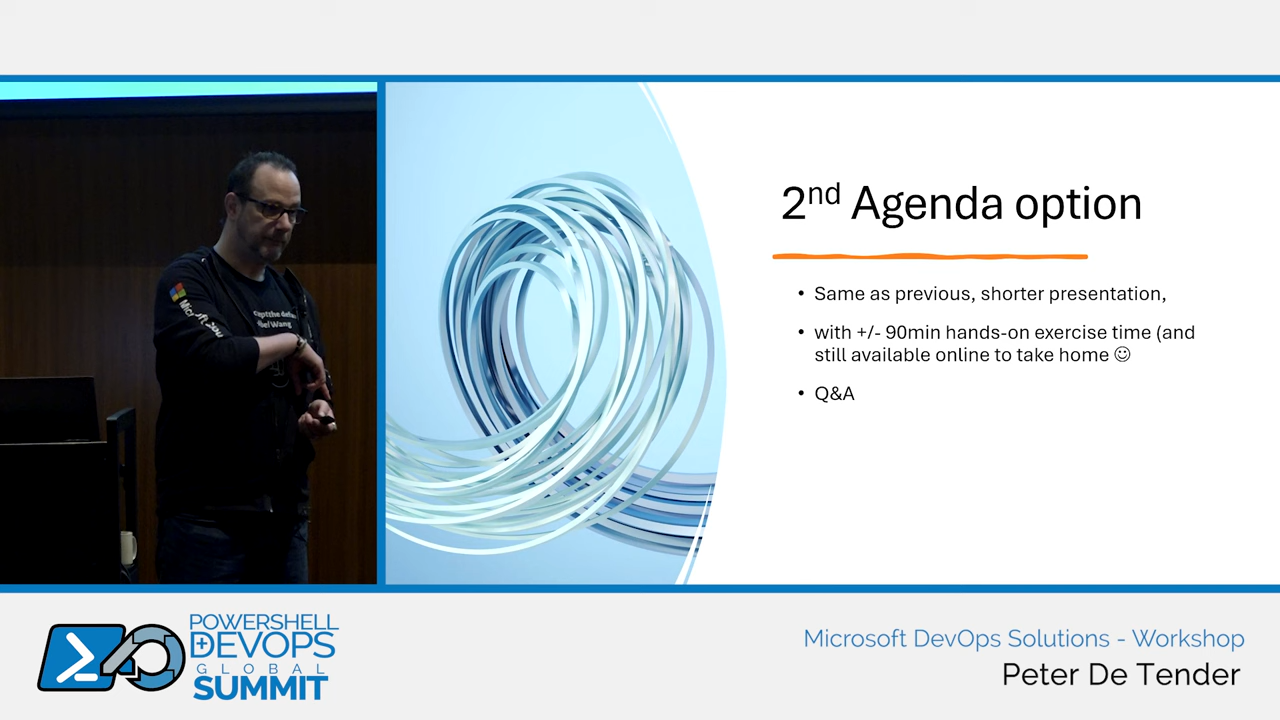 2nd Agenda option
• Same as previous, shorter presentation,
• with +/- 90min hands-on exercise time (and
still available online to take home ☺
• Q&A
POWERSHELL
+DEVOPS
GLOBAL
SUMMIT
Microsoft DevOps Solutions - Workshop
Peter De Tender